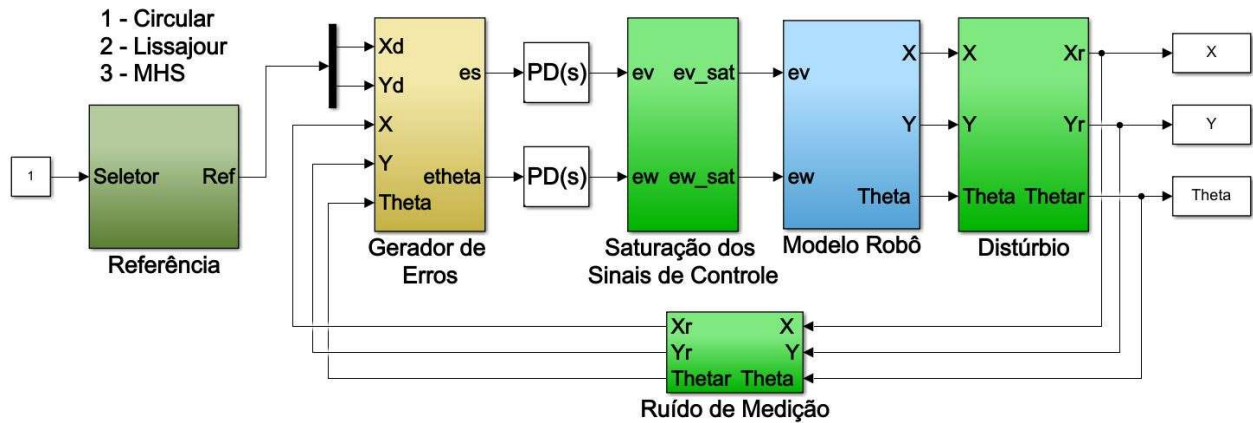 1 - Circular
2 - Lissajour
3 - MHS
1
Seletor
Ref
Referência
Xd
Yd
X
Y
Theta
es
etheta
Gerador de
Erros
PD(s)
PD(s)
ev
ew
ev_sat
ew_sat
Saturação dos
Sinais de Controle
ev
ew
X
Y
Theta
Modelo Robô
X
Y
Theta
Xr
Yr
Thetar
Distúrbio
X
Y
Theta
Xr
Yr
Thetar
X
Y
Theta
Ruído de Medição